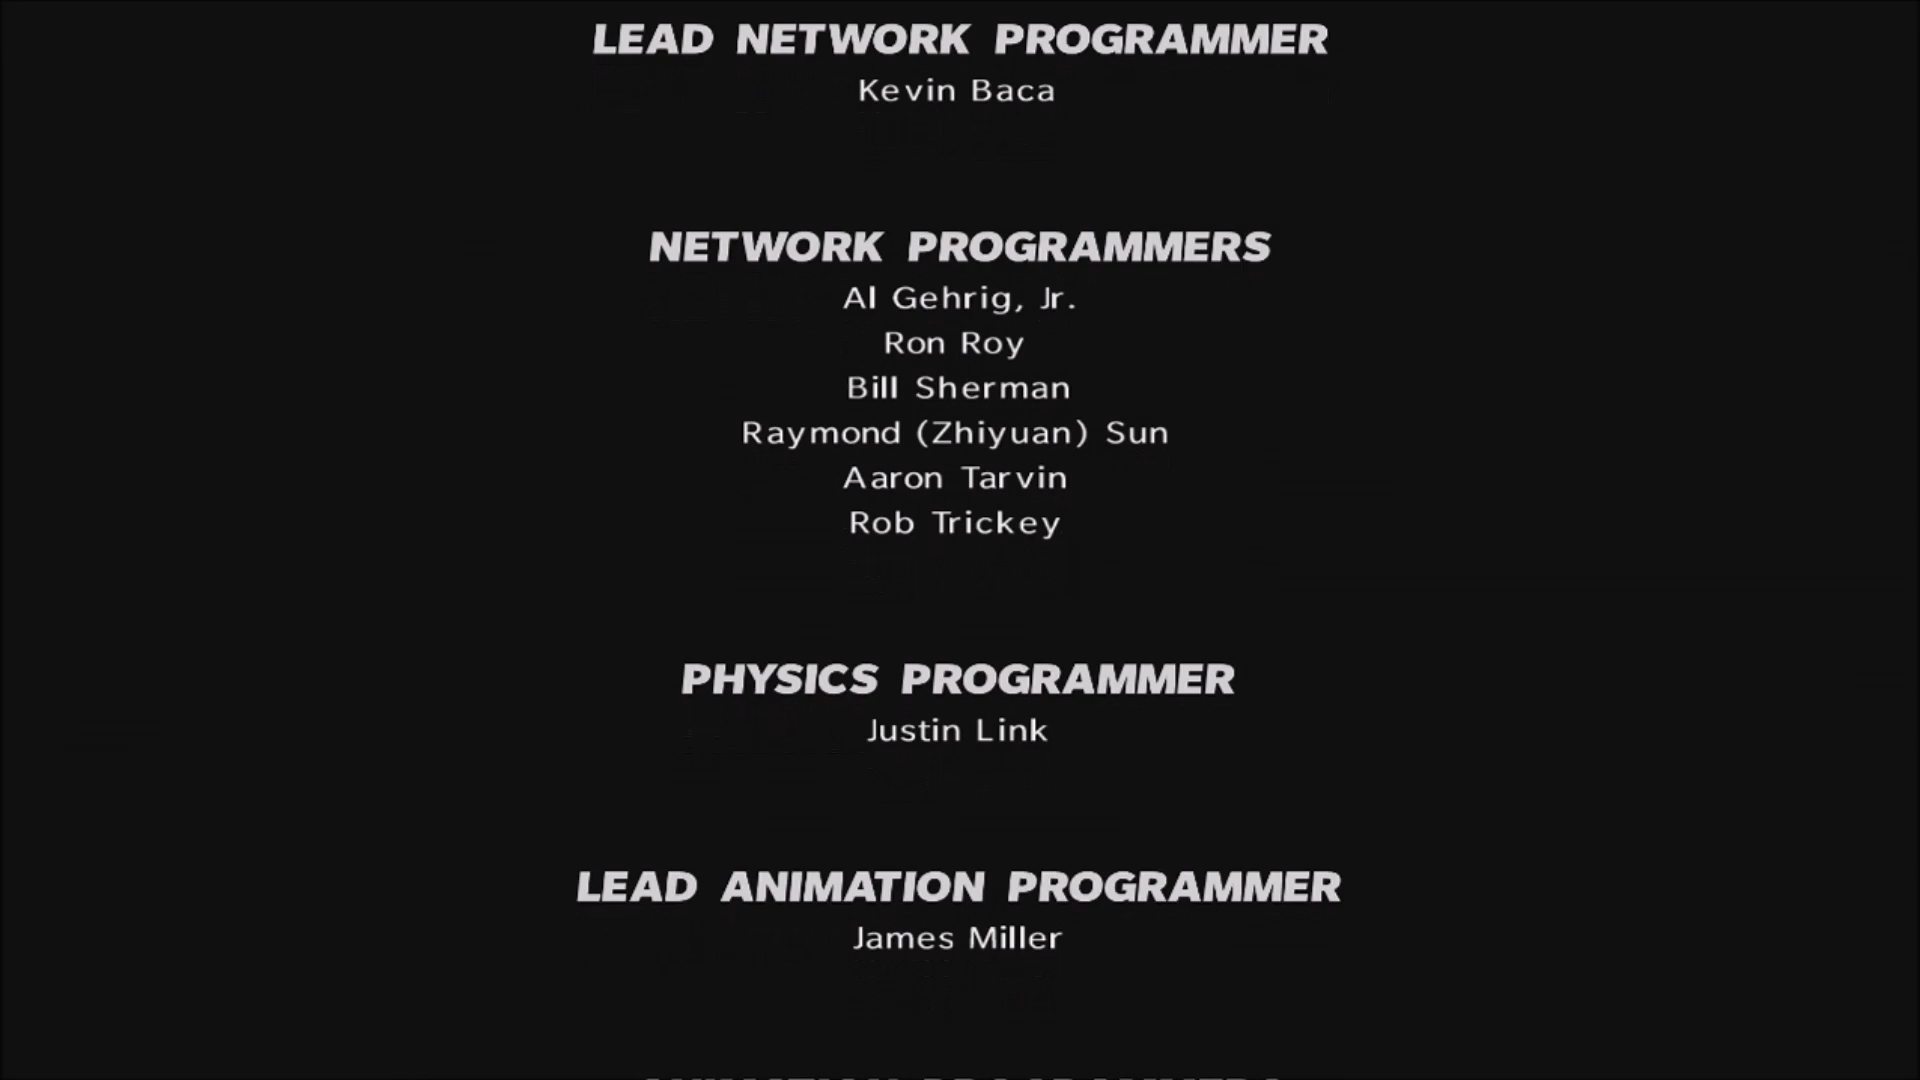 LEAD NETWORK PROGRAMMER
Kevin Baca
NETWORK PROGRAMMERS
Al Gehrig, Jr.
Ron Roy
Bill Sherman
Raymond (Zhiyuan) Sun
Aaron Tarvin
Rob Trickey
PHYSICS PROGRAMMER
Justin Link
LEAD ANIMATION PROGRAMMER
James Miller